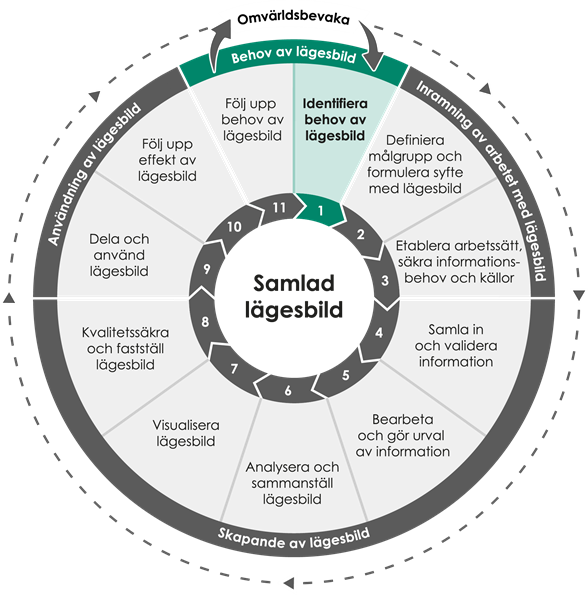 Omvärldsbevaka
Behov av lägesbild
Identifiera
behov av
lägesbild
1
Inramning av arbetet med lägesbild
Definiera
målgrupp och
formulera syfte
med lägesbild
2
Etablera arbetssätt,
säkra informations-
behov och källor
3
Skapande av lägesbild
Samla in
och validera
information
4
Bearbeta
och gör urval
av information
5
Analysera och
sammanställ
lägesbild
6
Visualisera
lägesbild
7
Kvalitetssäkra
och fastställ
lägesbild
8
Användning av lägesbild
Dela och
använd
lägesbild
9
Följ upp
effekt av
lägesbild
10
Följ upp
behov av
lägesbild
11
Samlad
lägesbild